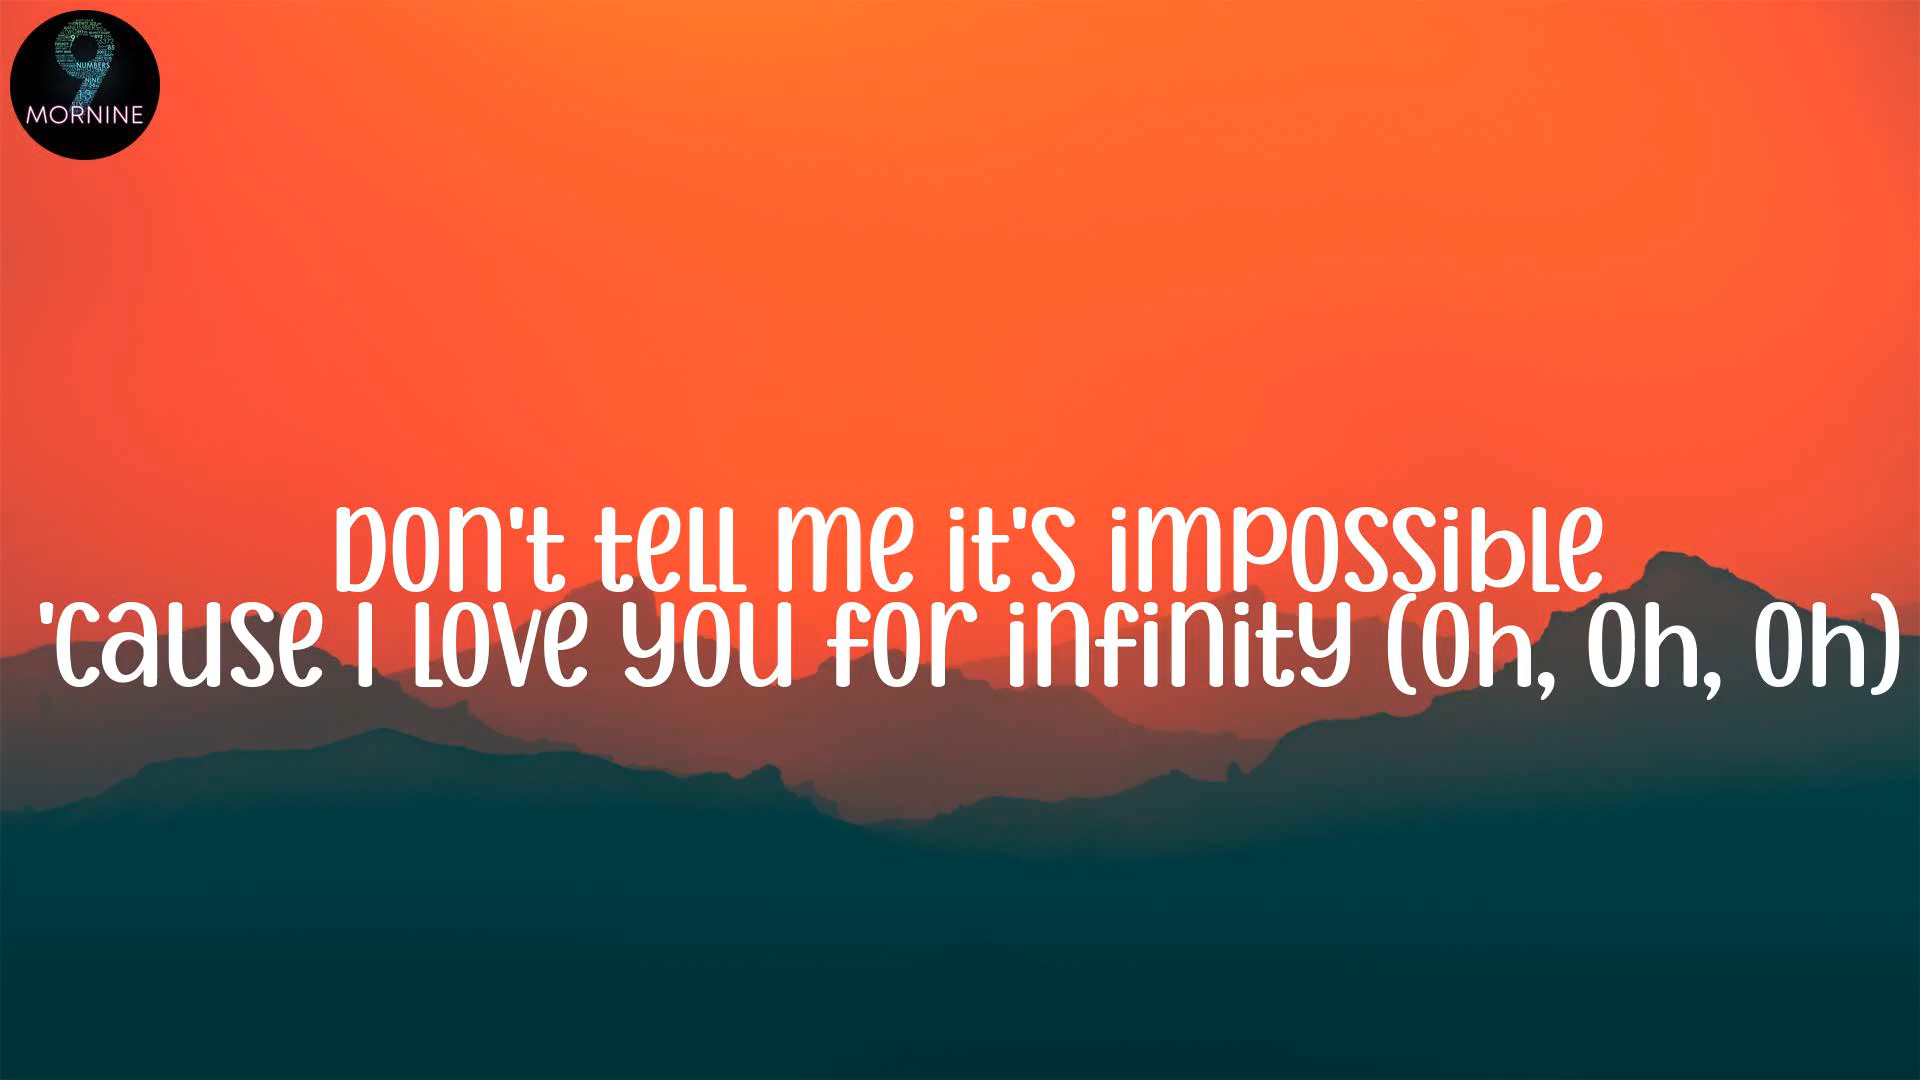 MORNINE
Don't tell me it's impossible
'cause I love you for infinity (Oh, Oh, Oh)